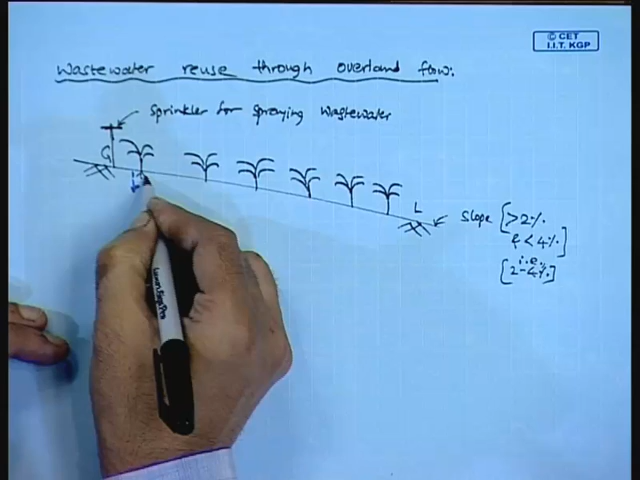 © CET
I.I.T. KGP
Wastewater reuse through overland flow:
Sprinkler for spraying wastewater
G
L
Slope [>2%
& <4%]
i.e.
[2-4%]